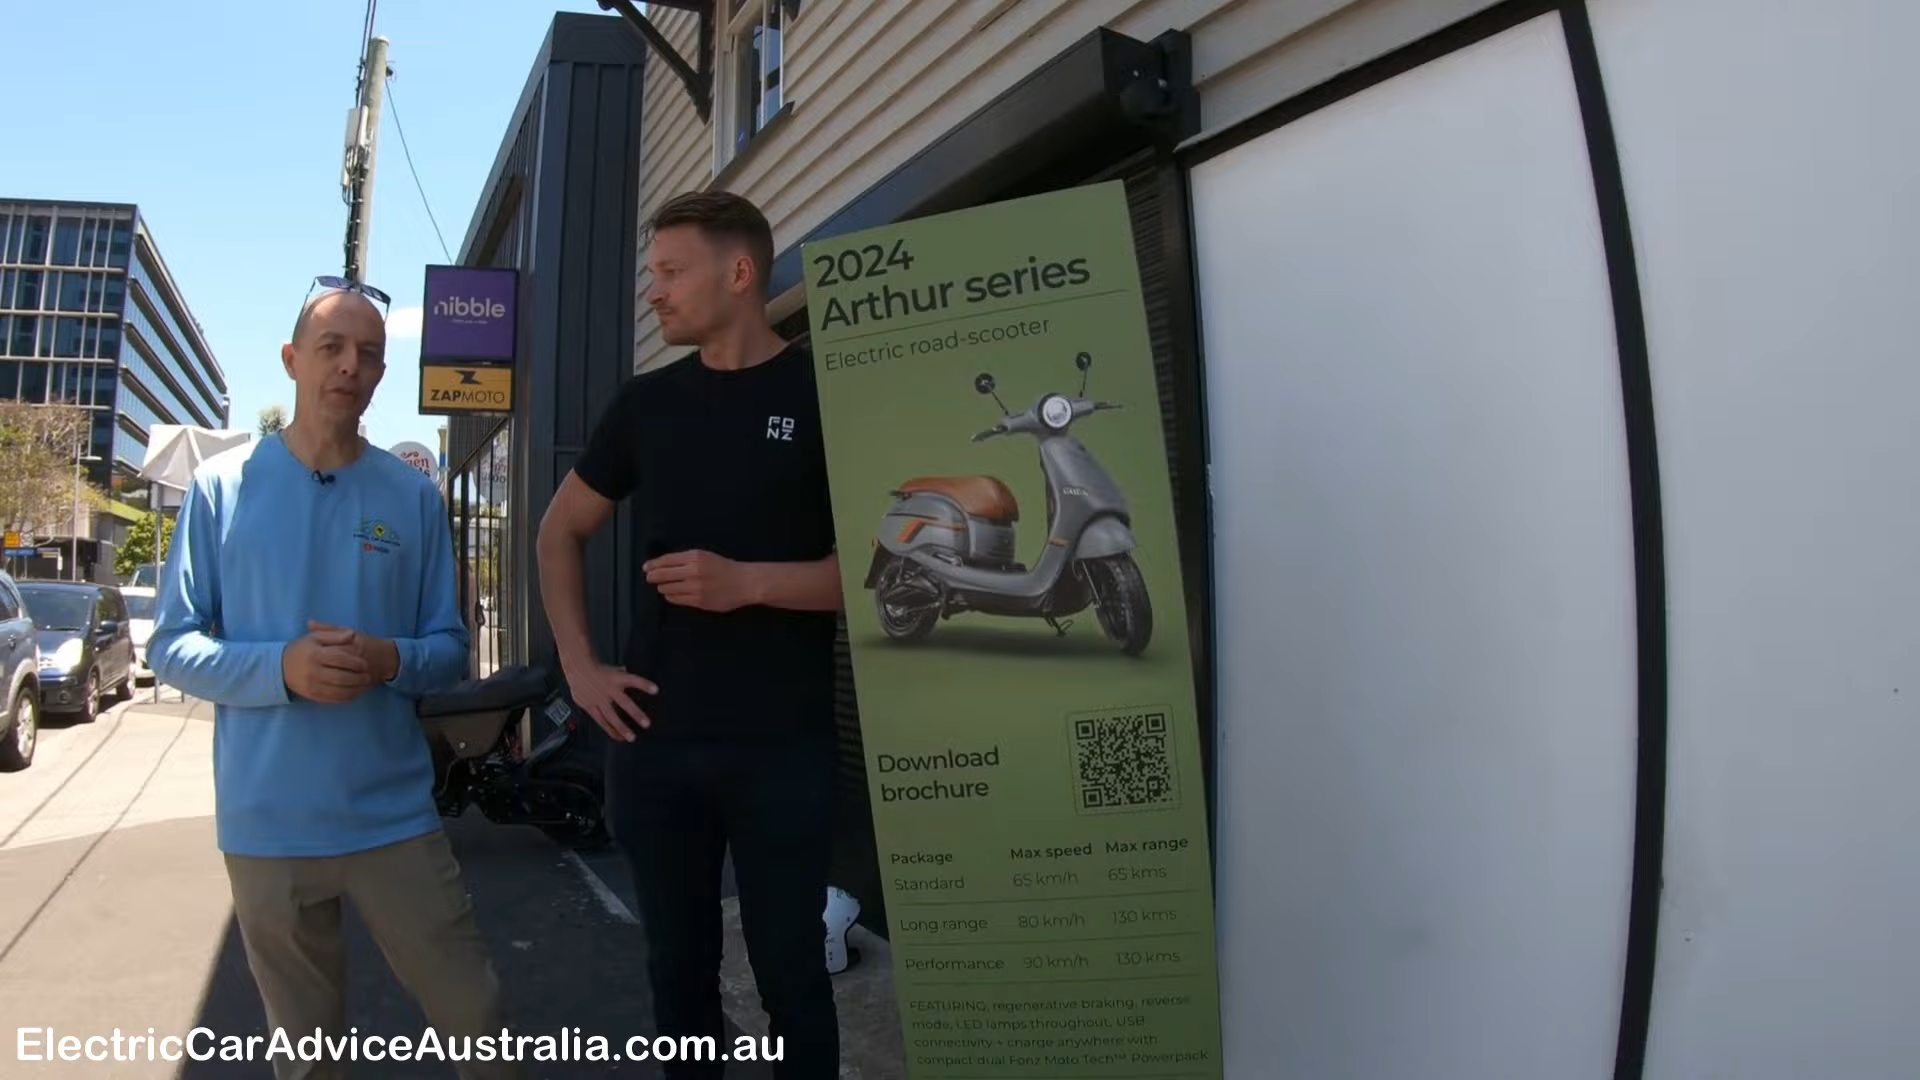 nibble
ZAPMOTO
FONZ
2024
Arthur series
Electric road-scooter
Download
brochure
Package Max speed Max range
Standard 65 km/h 65 kms
Long range 80 km/h 130 kms
Performance 90 km/h 130 kms
FEATURING, regenerative braking, reverse
mode, LED lamps throughout, USB
connectivity + charge anywhere with
compact dual Fonz Moto Tech™ Powerpack
ElectricCarAdviceAustralia.com.au